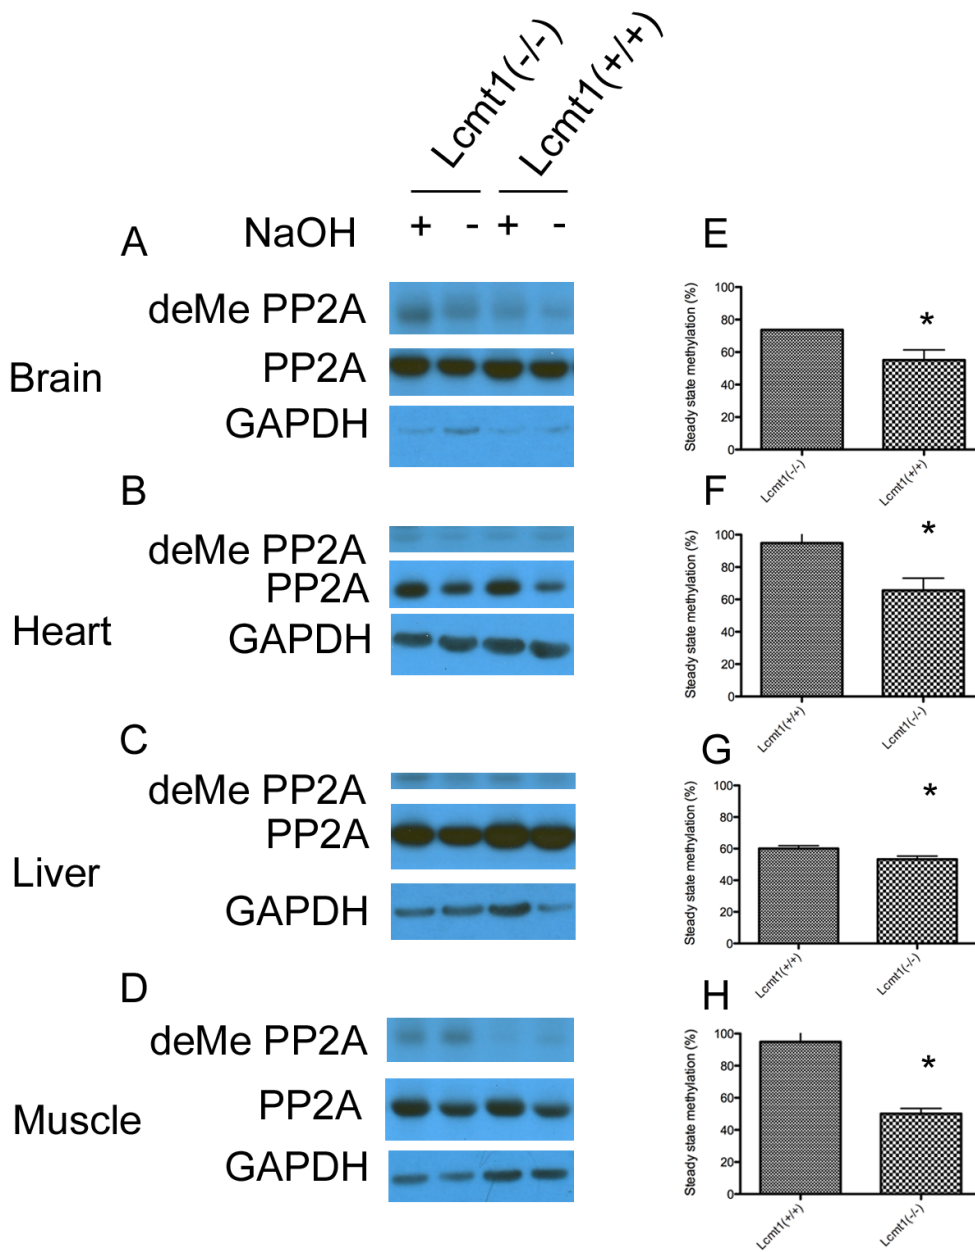 Lcmt1(-/-)
Lcmt1(+/+)
A
NaOH
+ - + -
deMe PP2A
Brain
PP2A
GAPDH
B
deMe PP2A
PP2A
Heart
GAPDH
C
deMe PP2A
PP2A
Liver
GAPDH
D
deMe PP2A
PP2A
Muscle
GAPDH
E
Steady state methylation (%)
100
80
60
40
20
0
*
Lcmt1(-/-)
Lcmt1(+/+)
F
Steady state methylation (%)
100
80
60
40
20
0
*
Lcmt1(+/+)
Lcmt1(-/-)
G
Steady state methylation (%)
100
80
60
40
20
0
*
Lcmt1(+/+)
Lcmt1(-/-)
H
Steady state methylation (%)
100
80
60
40
20
0
*
Lcmt1(+/+)
Lcmt1(-/-)